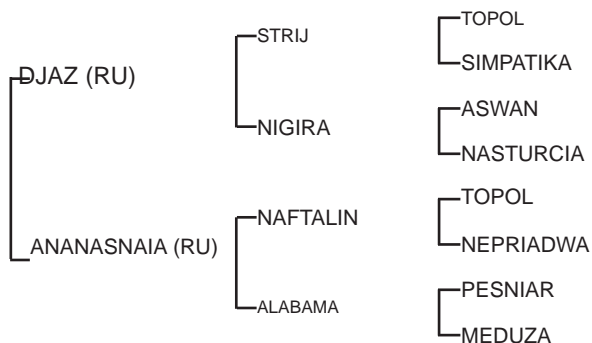 TOPOL
STRIJ
SIMPATIKA
DJAZ (RU)
ASWAN
NIGIRA
NASTURCIA
TOPOL
NAFTALIN
NEPRIADWA
ANANASNAIA (RU)
PESNIAR
ALABAMA
MEDUZA